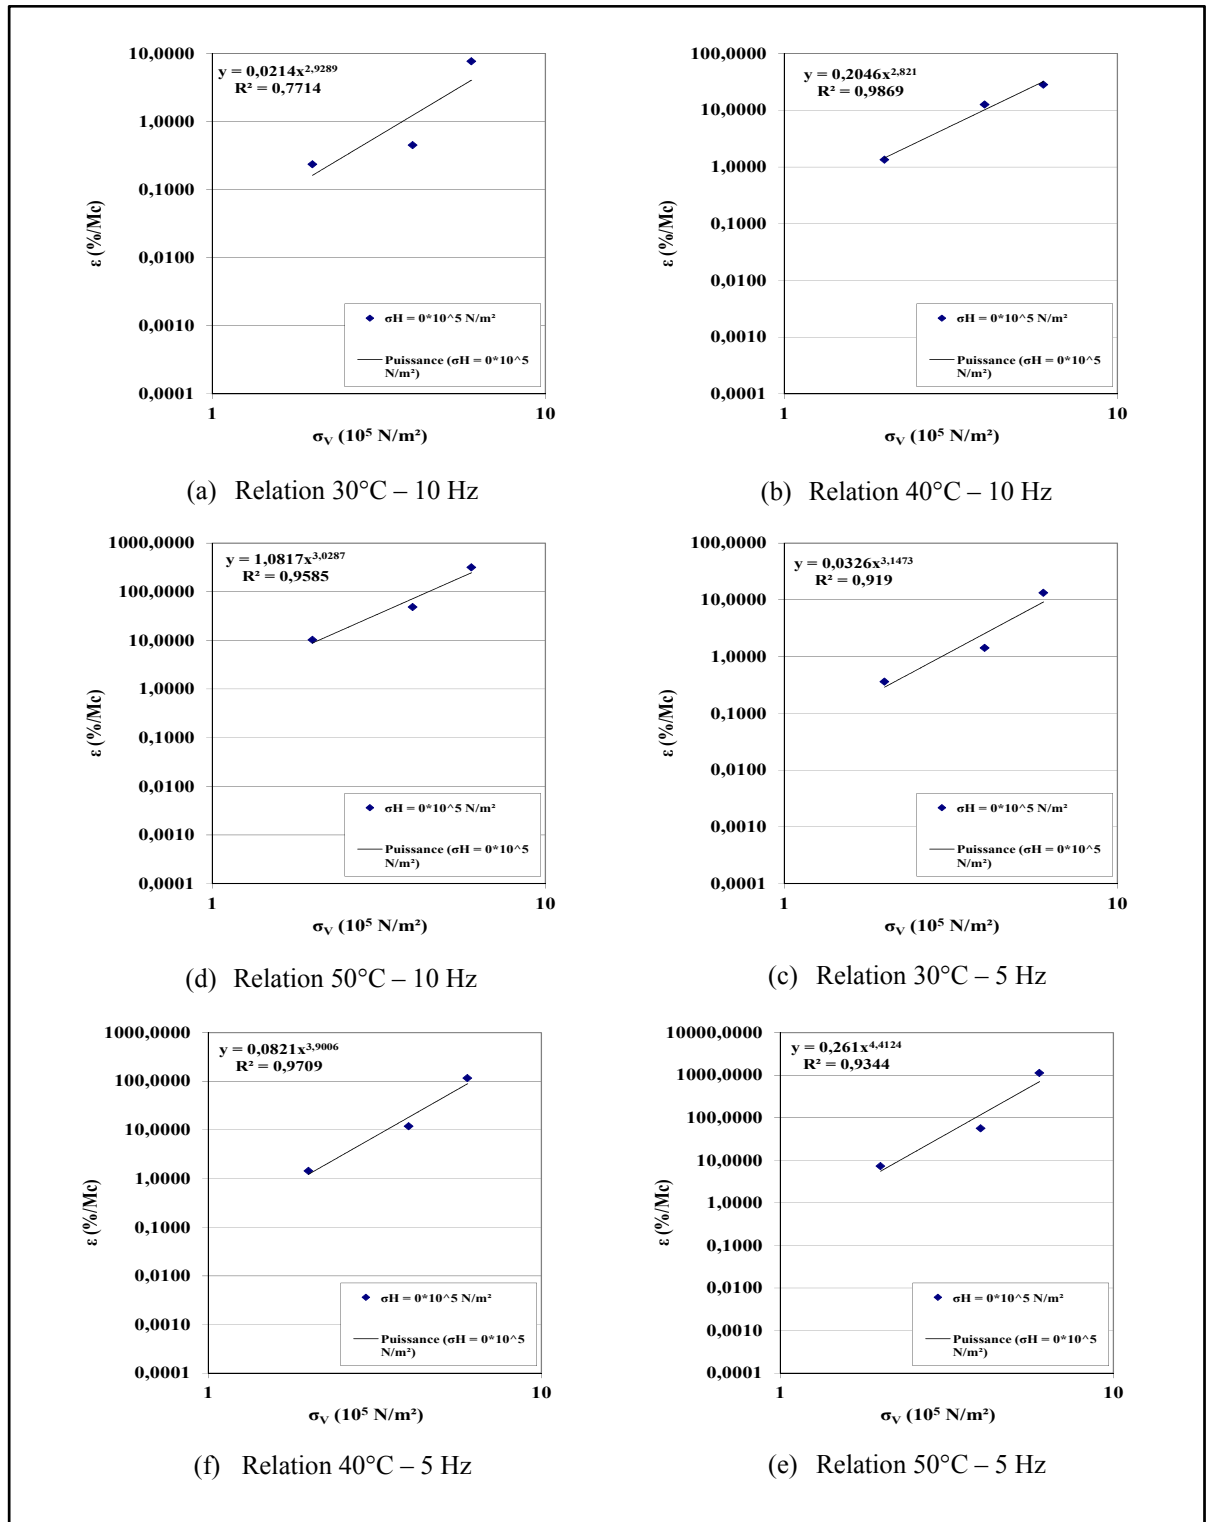 10,0000
1,0000
0,1000
0,0100
0,0010
0,0001
y = 0,0214x^2,9289
R² = 0,7714
ε (%/Mc)
σH = 0*10^5 N/m²
Puissance (σH = 0*10^5
N/m²)
1 10
σV (10⁵ N/m²)
(a) Relation 30°C – 10 Hz
100,0000
10,0000
1,0000
0,1000
0,0100
0,0010
0,0001
y = 0,2046x^2,821
R² = 0,9869
ε (%/Mc)
σH = 0*10^5 N/m²
Puissance (σH = 0*10^5
N/m²)
1 10
σV (10⁵ N/m²)
(b) Relation 40°C – 10 Hz
1000,0000
100,0000
10,0000
1,0000
0,1000
0,0100
0,0010
0,0001
y = 1,0817x^3,0287
R² = 0,9585
ε (%/Mc)
σH = 0*10^5 N/m²
Puissance (σH = 0*10^5
N/m²)
1 10
σV (10⁵ N/m²)
(d) Relation 50°C – 10 Hz
100,0000
10,0000
1,0000
0,1000
0,0100
0,0010
0,0001
y = 0,0326x^3,1473
R² = 0,919
ε (%/Mc)
σH = 0*10^5 N/m²
Puissance (σH = 0*10^5
N/m²)
1 10
σV (10⁵ N/m²)
(c) Relation 30°C – 5 Hz
1000,0000
100,0000
10,0000
1,0000
0,1000
0,0100
0,0010
0,0001
y = 0,0821x^3,9006
R² = 0,9709
ε (%/Mc)
σH = 0*10^5 N/m²
Puissance (σH = 0*10^5
N/m²)
1 10
σV (10⁵ N/m²)
(f) Relation 40°C – 5 Hz
10000,0000
1000,0000
100,0000
10,0000
1,0000
0,1000
0,0100
0,0010
0,0001
y = 0,261x^4,4124
R² = 0,9344
ε (%/Mc)
σH = 0*10^5 N/m²
Puissance (σH = 0*10^5
N/m²)
1 10
σV (10⁵ N/m²)
(e) Relation 50°C – 5 Hz